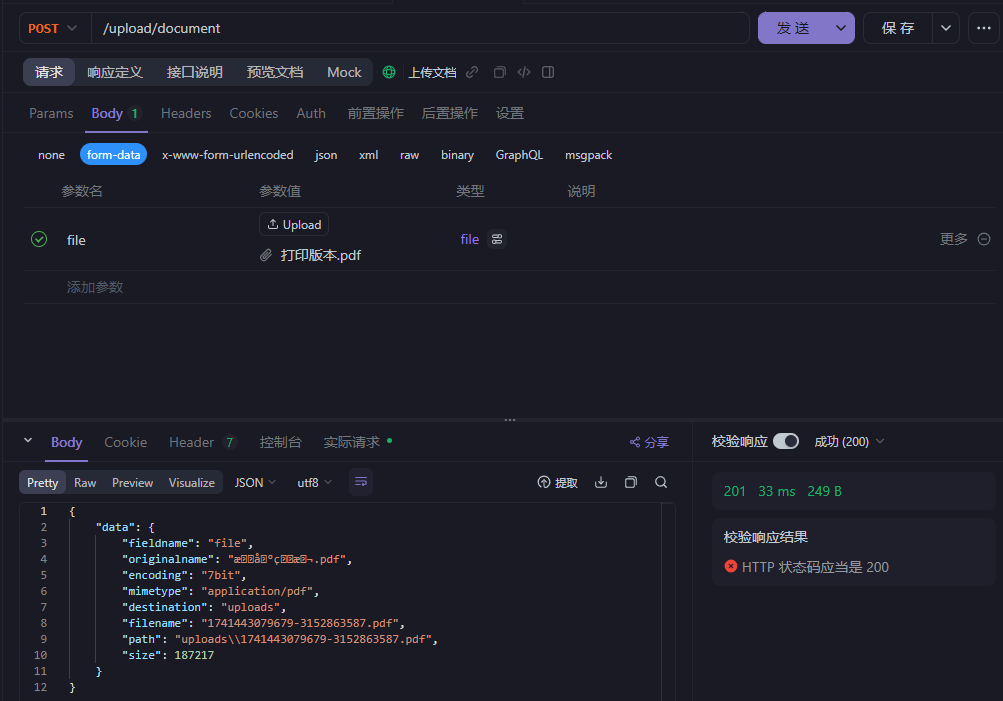 POST /upload/document 发 送 保 存
请求 响应定义 接口说明 预览文档 Mock 上传文档
Params Body 1 Headers Cookies Auth 前置操作 后置操作 设置
none form-data x-www-form-urlencoded json xml raw binary GraphQL msgpack
参数名 参数值 类型 说明
Upload
file file 更多
打印版本.pdf
添加参数
Body Cookie Header 7 控制台 实际请求 分享 校验响应 成功 (200)
Pretty Raw Preview Visualize JSON utf8 提取
201 33 ms 249 B
校验响应结果
HTTP 状态码应当是 200
1 {
2 "data": {
3 "fieldname": "file",
4 "originalname": ".pdf",
5 "encoding": "7bit",
6 "mimetype": "application/pdf",
7 "destination": "uploads",
8 "filename": "1741443079679-3152863587.pdf",
9 "path": "uploads\\1741443079679-3152863587.pdf",
10 "size": 187217
11 }
12 }